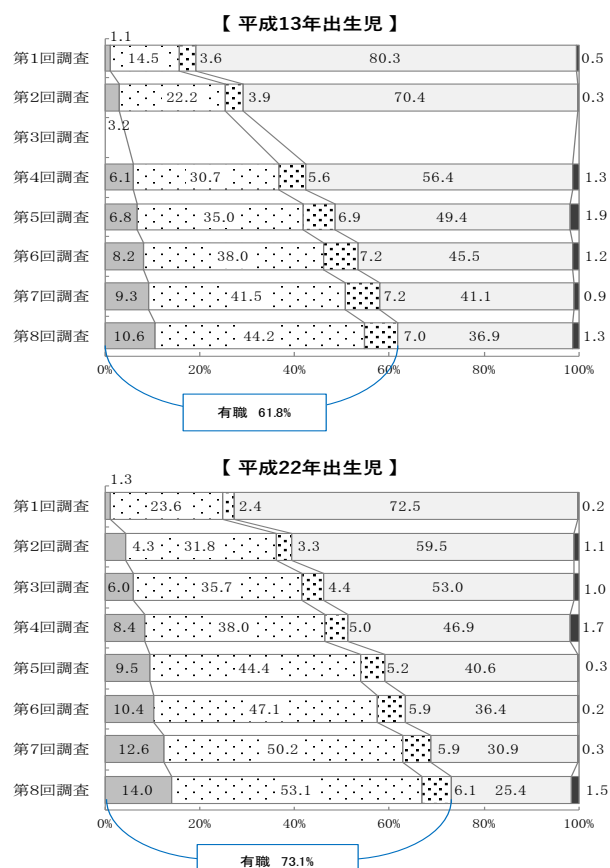 【 平成13年出生児 】
1.1
第1回調査 14.5 3.6 80.3 0.5
第2回調査 22.2 3.9 70.4 0.3
3.2
第3回調査
第4回調査 6.1 30.7 5.6 56.4 1.3
第5回調査 6.8 35.0 6.9 49.4 1.9
第6回調査 8.2 38.0 7.2 45.5 1.2
第7回調査 9.3 41.5 7.2 41.1 0.9
第8回調査 10.6 44.2 7.0 36.9 1.3
0% 20% 40% 60% 80% 100%
有職 61.8%
【 平成22年出生児 】
1.3
第1回調査 23.6 2.4 72.5 0.2
第2回調査 4.3 31.8 3.3 59.5 1.1
第3回調査 6.0 35.7 4.4 53.0 1.0
第4回調査 8.4 38.0 5.0 46.9 1.7
第5回調査 9.5 44.4 5.2 40.6 0.3
第6回調査 10.4 47.1 5.9 36.4 0.2
第7回調査 12.6 50.2 5.9 30.9 0.3
第8回調査 14.0 53.1 6.1 25.4 1.5
0% 20% 40% 60% 80% 100%
有職 73.1%